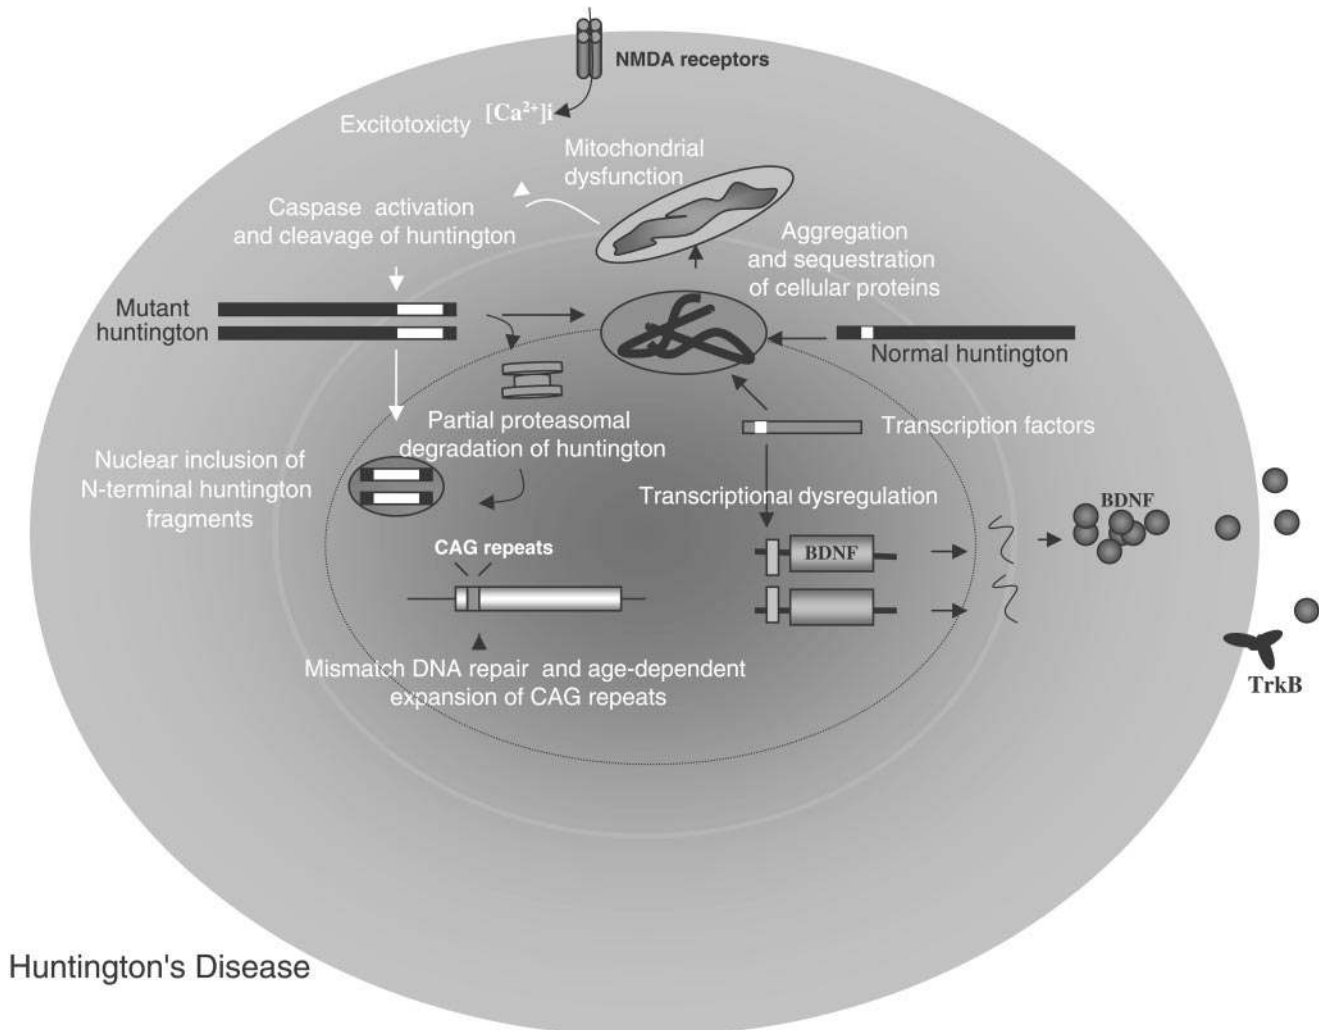 NMDA receptors
[Ca²⁺]i
Excitotoxicty
Mitochondrial
dysfunction
Caspase activation
and cleavage of huntington
Aggregation
and sequestration
of cellular proteins
Mutant
huntington
Normal huntington
Partial proteasomal
degradation of huntington
Transcription factors
Nuclear inclusion of
N-terminal huntington
fragments
Transcriptional dysregulation
BDNF
BDNF
CAG repeats
Mismatch DNA repair and age-dependent
expansion of CAG repeats
TrkB
Huntington's Disease